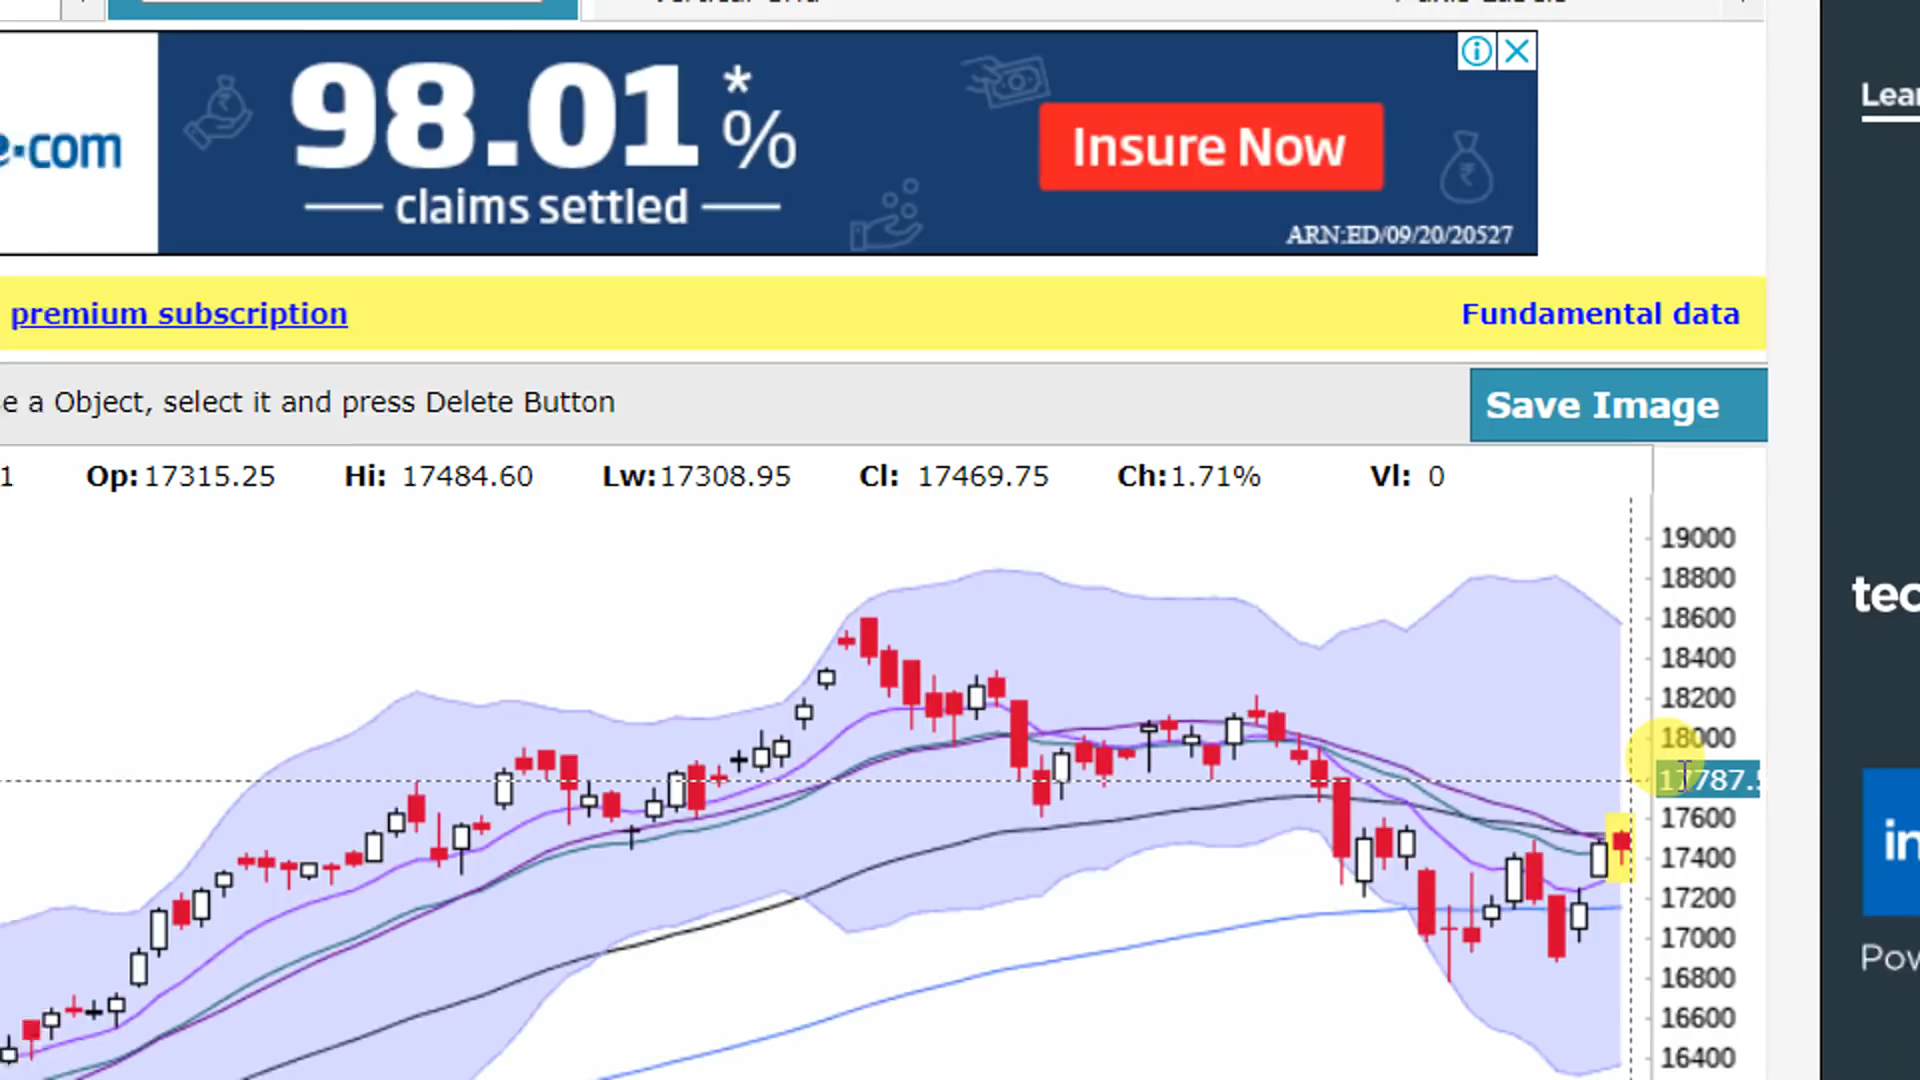 98.01 * %
claims settled
Insure Now
ARN:ED/09/20/20527
.com
premium subscription
Fundamental data
e a Object, select it and press Delete Button
Save Image
1 Op:17315.25 Hi: 17484.60 Lw:17308.95 Cl: 17469.75 Ch:1.71% Vl: 0
19000
18800
18600
18400
18200
18000
17787.
17600
17400
17200
17000
16800
16600
16400
Lear
tec
in
Pow